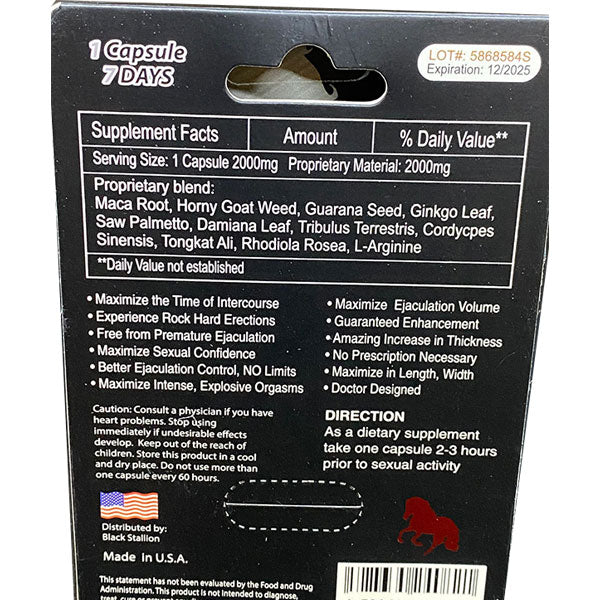 1 Capsule
7 DAYS
LOT#: 5868584S
Expiration: 12/2025
Supplement Facts Amount % Daily Value**
Serving Size: 1 Capsule 2000mg Proprietary Material: 2000mg
Proprietary blend:
Maca Root, Horny Goat Weed, Guarana Seed, Ginkgo Leaf,
Saw Palmetto, Damiana Leaf, Tribulus Terrestris, Cordycpes
Sinensis, Tongkat Ali, Rhodiola Rosea, L-Arginine
**Daily Value not established
• Maximize the Time of Intercourse
• Experience Rock Hard Erections
• Free from Premature Ejaculation
• Maximize Sexual Confidence
• Better Ejaculation Control, NO Limits
• Maximize Intense, Explosive Orgasms
• Maximize Ejaculation Volume
• Guaranteed Enhancement
• Amazing Increase in Thickness
• No Prescription Necessary
• Maximize in Length, Width
• Doctor Designed
Caution: Consult a physician if you have
heart problems. Stop using
immediately if undesirable effects
develop. Keep out of the reach of
children. Store this product in a cool
and dry place. Do not use more than
one capsule every 60 hours.
DIRECTION
As a dietary supplement
take one capsule 2-3 hours
prior to sexual activity
Distributed by:
Black Stallion
Made in U.S.A.
This statement has not been evaluated by the Food and Drug
Administration. This product is not intended to diagnose,
treat, cure or prevent